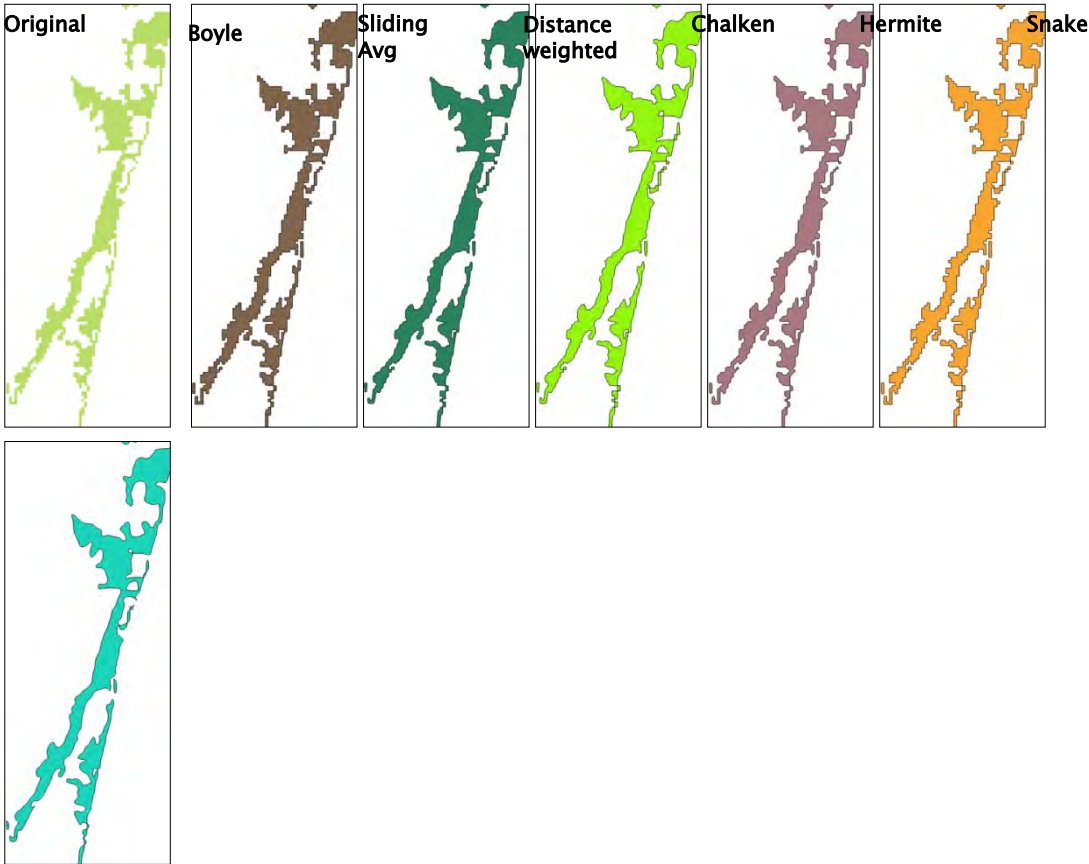 Original
Boyle
Sliding
Avg
Distance
weighted
Chalken
Hermite
Snake